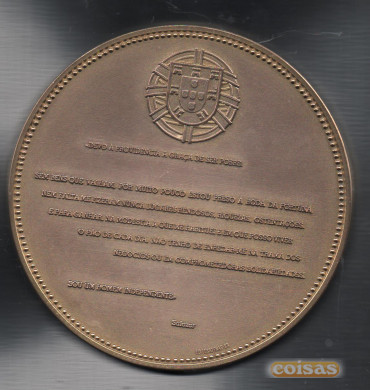 DEVO À PROVIDÊNCIA A GRAÇA DE SER POBRE:
SEM BENS QUE VALHAM, POR MUITO POUCO ESTOU PRESO À RODA DA FORTUNA,
NEM FALTA ME FIZERAM NUNCA LUGARES RENDOSOS, RIQUEZAS, OSTENTAÇÕES.
E PARA GANHAR, NA MODÉSTIA A QUE ME HABITUEI E EM QUE POSSO VIVER,
O PÃO DE CADA DIA, NÃO TENHO DE ENREDAR-ME NA TRAMA DOS
NEGÓCIOS OU EM COMPROMETEDORAS SOLIDARIEDADES.
SOU UM HOMEM INDEPENDENTE.
Salazar
coisas